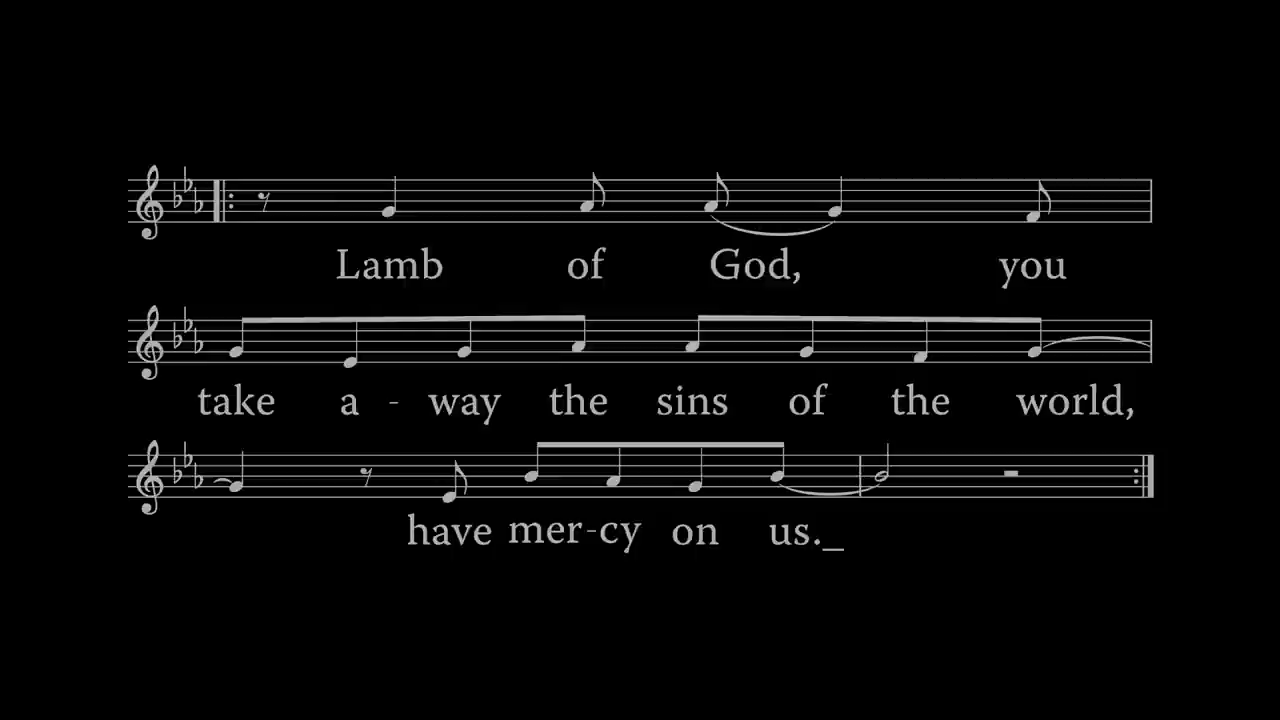 Lamb of God, you
take a - way the sins of the world,
have mer-cy on us._